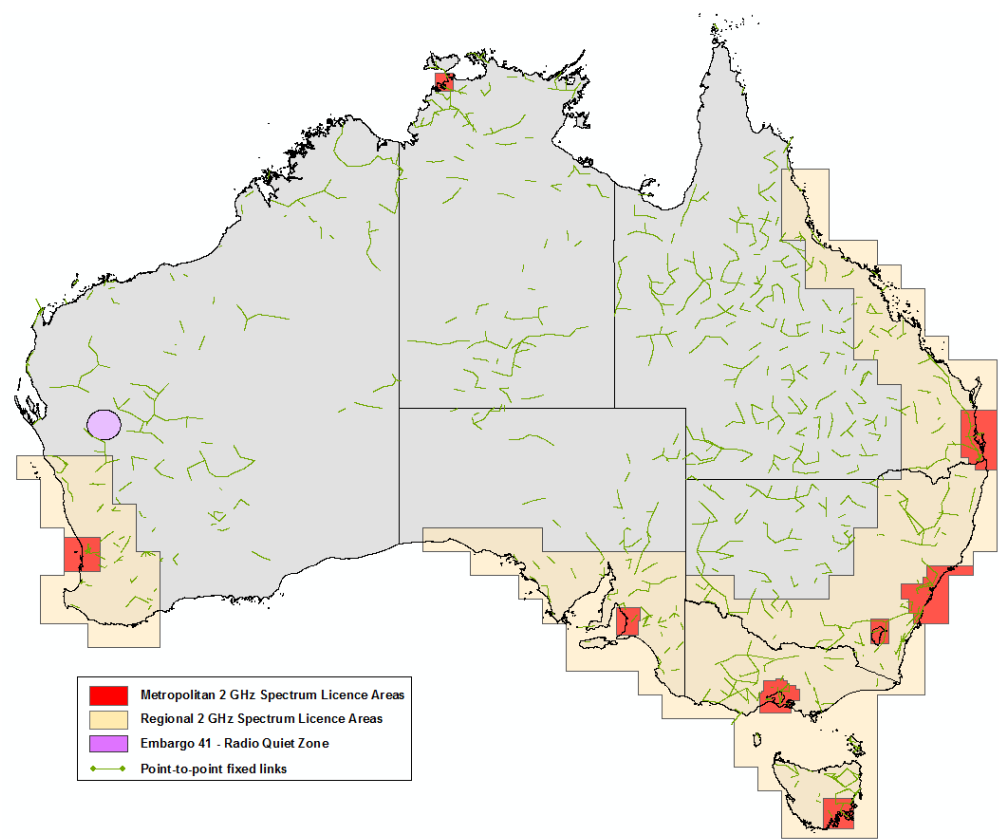 Metropolitan 2 GHz Spectrum Licence Areas
Regional 2 GHz Spectrum Licence Areas
Embargo 41 - Radio Quiet Zone
Point-to-point fixed links